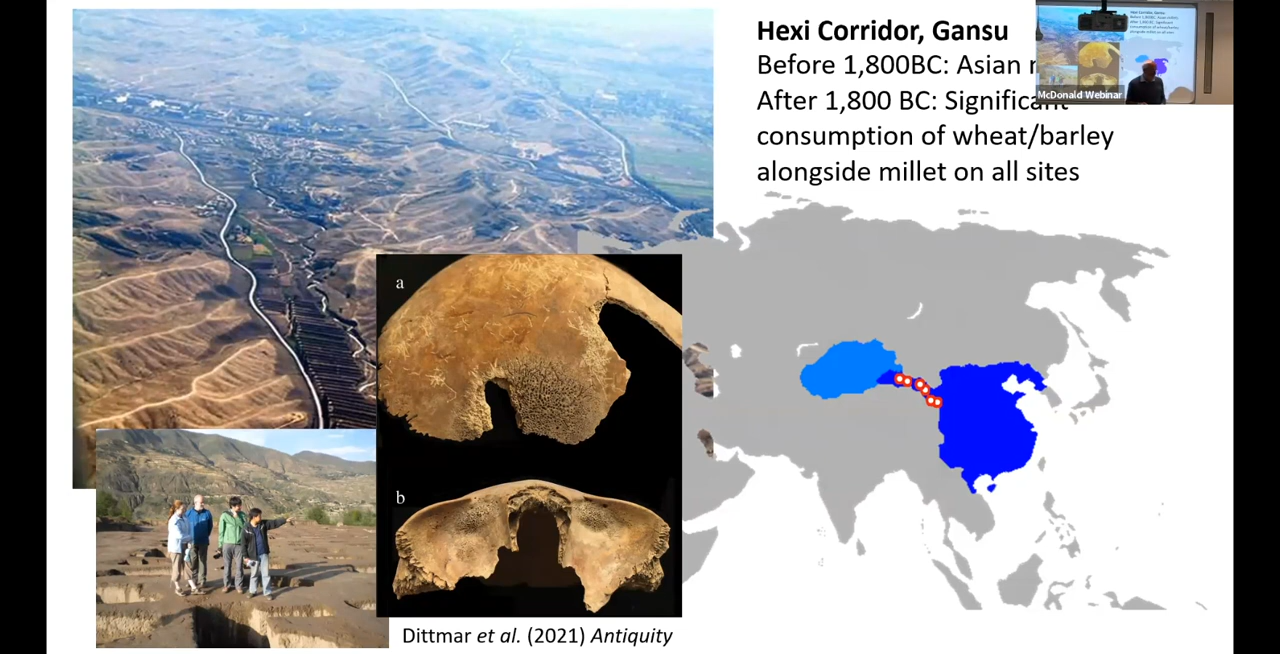 Hexi Corridor, Gansu
Before 1,800BC: Asian
After 1,800 BC: Significant
consumption of wheat/barley
alongside millet on all sites
McDonald Webinar
a
b
Dittmar et al. (2021) Antiquity